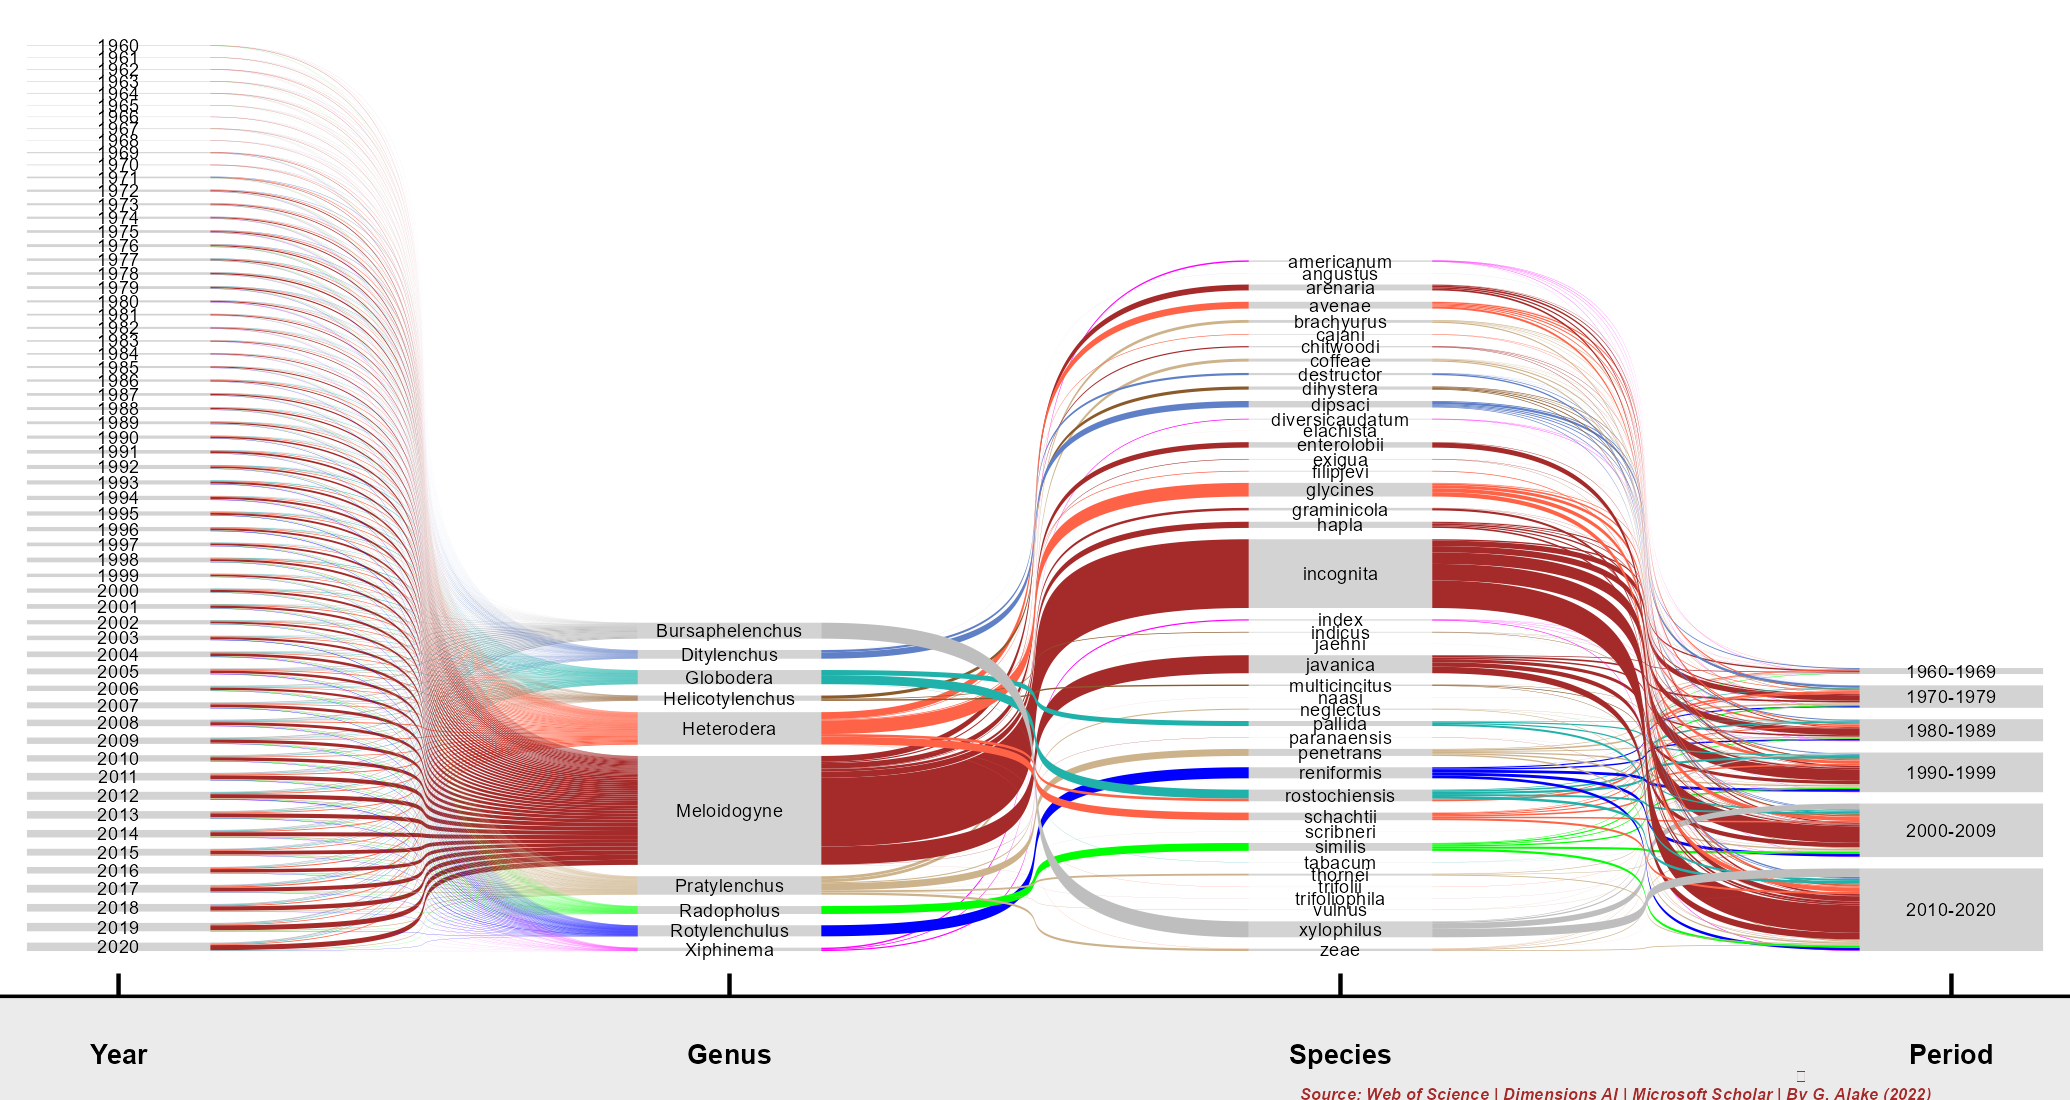 1960
1961
1962
1963
1964
1965
1966
1967
1968
1969
1970
1971
1972
1973
1974
1975
1976
1977
1978
1979
1980
1981
1982
1983
1984
1985
1986
1987
1988
1989
1990
1991
1992
1993
1994
1995
1996
1997
1998
1999
2000
2001
2002
2003
2004
2005
2006
2007
2008
2009
2010
2011
2012
2013
2014
2015
2016
2017
2018
2019
2020
Bursaphelenchus
Ditylenchus
Globodera
Helicotylenchus
Heterodera
Meloidogyne
Pratylenchus
Radopholus
Rotylenchulus
Xiphinema
americanum
angustus
arenaria
avenae
brachyurus
cajani
chitwoodi
coffeae
destructor
dihystera
dipsaci
diversicaudatum
elachista
enterolobii
exigua
filipjevi
glycines
graminicola
hapla
incognita
index
indicus
jaehni
javanica
multicinctus
naasi
neglectus
pallida
paranaensis
penetrans
reniformis
rostochiensis
schachtii
scribneri
similis
tabacum
thornei
trifolii
trifoliophila
vulnus
xylophilus
zeae
1960-1969
1970-1979
1980-1989
1990-1999
2000-2009
2010-2020
Year
Genus
Species
Period
Source: Web of Science | Dimensions AI | Microsoft Scholar | By G. Alake (2022)